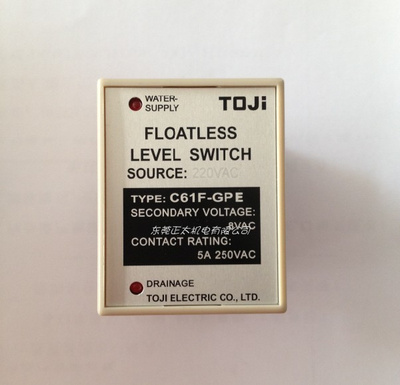 WATER-
SUPPLY
TOJi
FLOATLESS
LEVEL SWITCH
SOURCE: 220VAC
TYPE: C61F-GPE
SECONDARY VOLTAGE:
8VAC
东莞正太机电有限公司
CONTACT RATING:
5A 250VAC
DRAINAGE
TOJI ELECTRIC CO., LTD.